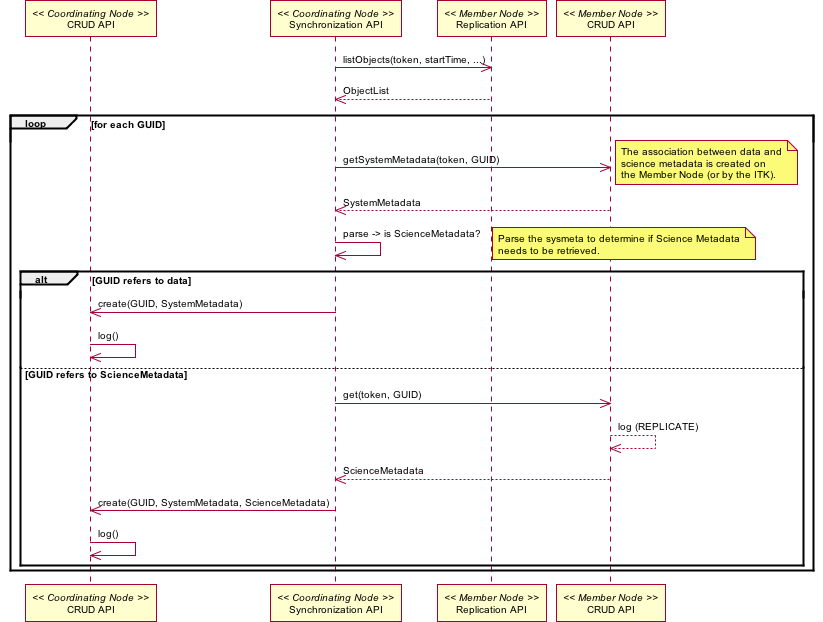 << Coordinating Node >>
CRUD API
<< Coordinating Node >>
Synchronization API
<< Member Node >>
Replication API
<< Member Node >>
CRUD API
listObjects(token, startTime, ...)
ObjectList
loop
[for each GUID]
getSystemMetadata(token, GUID)
The association between data and
science metadata is created on
the Member Node (or by the ITK).
SystemMetadata
parse -> is ScienceMetadata?
Parse the sysmeta to determine if Science Metadata
needs to be retrieved.
alt
[GUID refers to data]
create(GUID, SystemMetadata)
log()
[GUID refers to ScienceMetadata]
get(token, GUID)
log (REPLICATE)
ScienceMetadata
create(GUID, SystemMetadata, ScienceMetadata)
log()
<< Coordinating Node >>
CRUD API
<< Coordinating Node >>
Synchronization API
<< Member Node >>
Replication API
<< Member Node >>
CRUD API